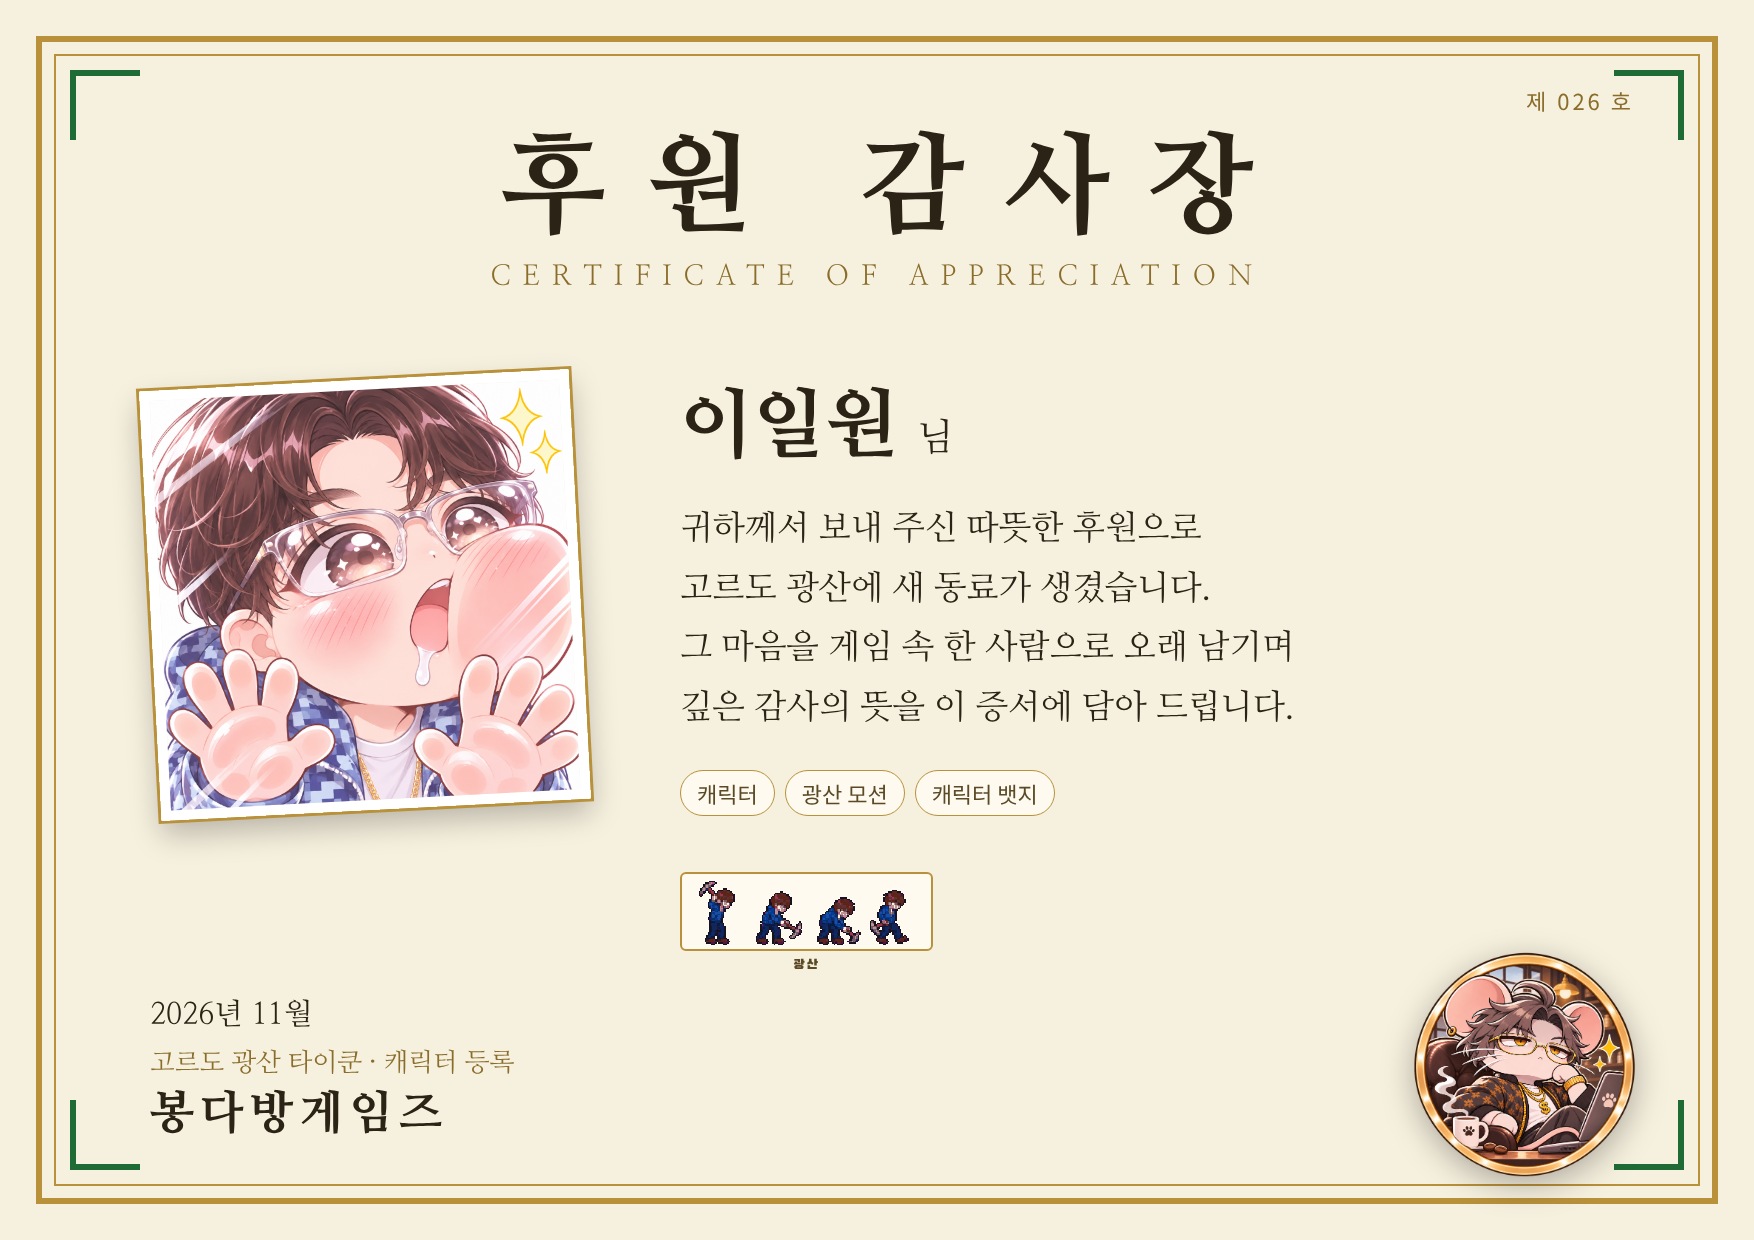 제 026 호
후원 감사장
CERTIFICATE OF APPRECIATION
이일원 님
귀하께서 보내 주신 따뜻한 후원으로
고르도 광산에 새 동료가 생겼습니다.
그 마음을 게임 속 한 사람으로 오래 남기며
깊은 감사의 뜻을 이 증서에 담아 드립니다.
캐릭터 광산 모션 캐릭터 뱃지
광산
2026년 11월
고르도 광산 타이쿤 · 캐릭터 등록
봉다방게임즈